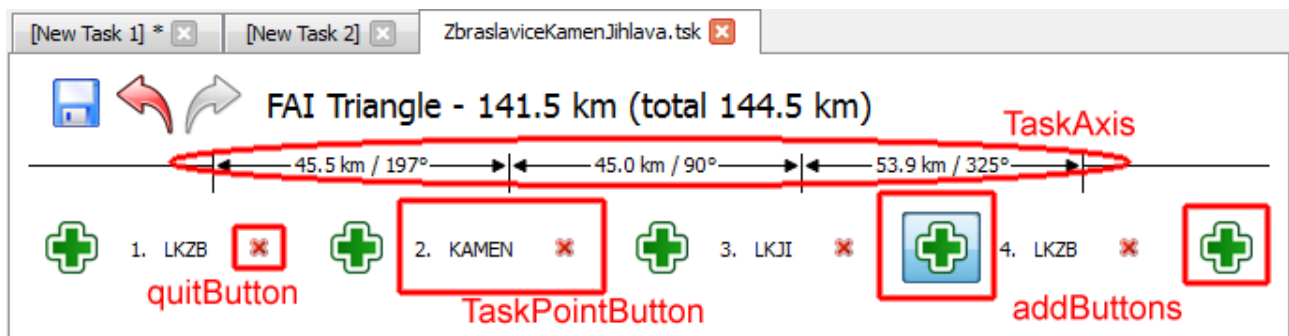 [New Task 1] * [New Task 2] ZbraslaviceKamenJihlava.tsk
FAI Triangle - 141.5 km (total 144.5 km)
TaskAxis
45.5 km / 197° 45.0 km / 90° 53.9 km / 325°
1. LKZB 2. KAMEN 3. LKJI 4. LKZB
quitButton TaskPointButton addButtons